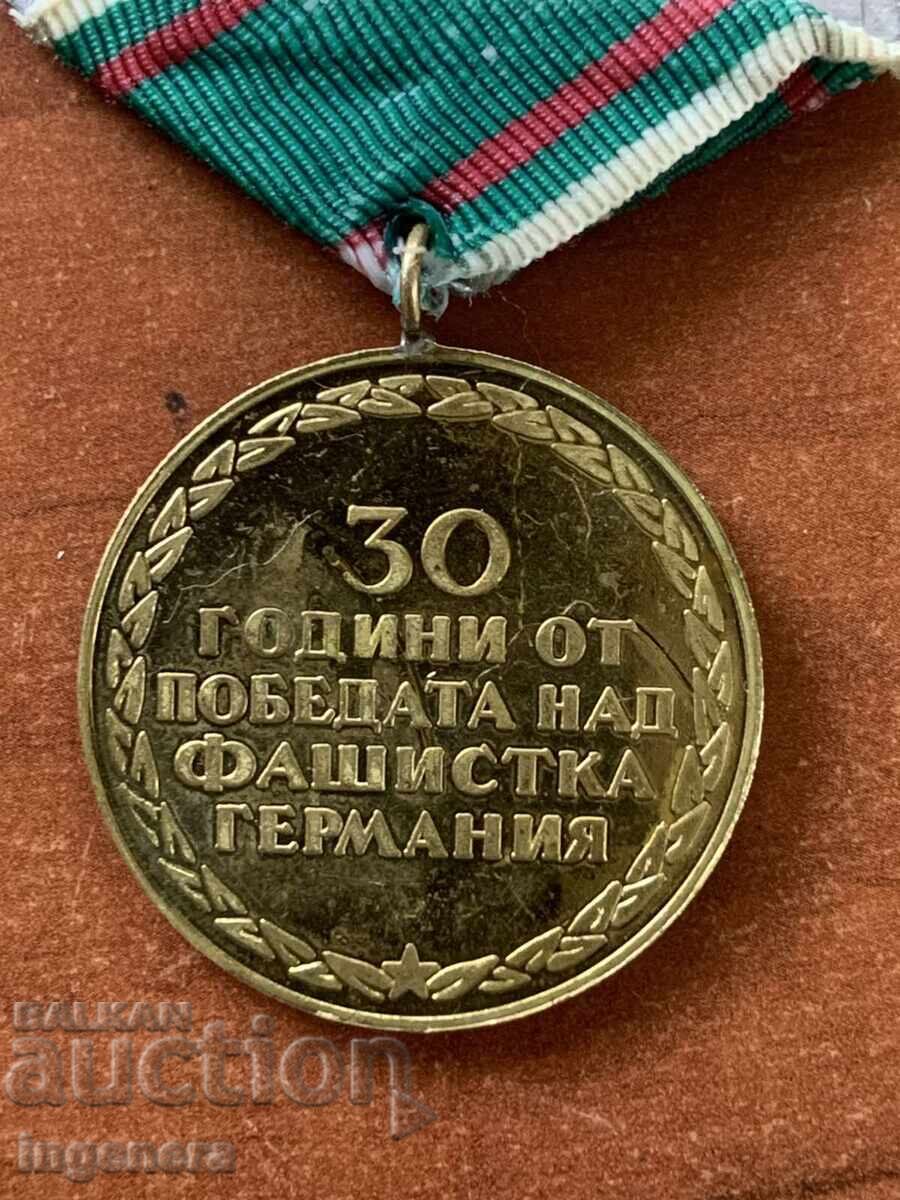 30
ГОДИНИ ОТ
ПОБЕДАТА НАД
ФАШИСТКА
ГЕРМАНИЯ
BALKAN
auction
ingenera